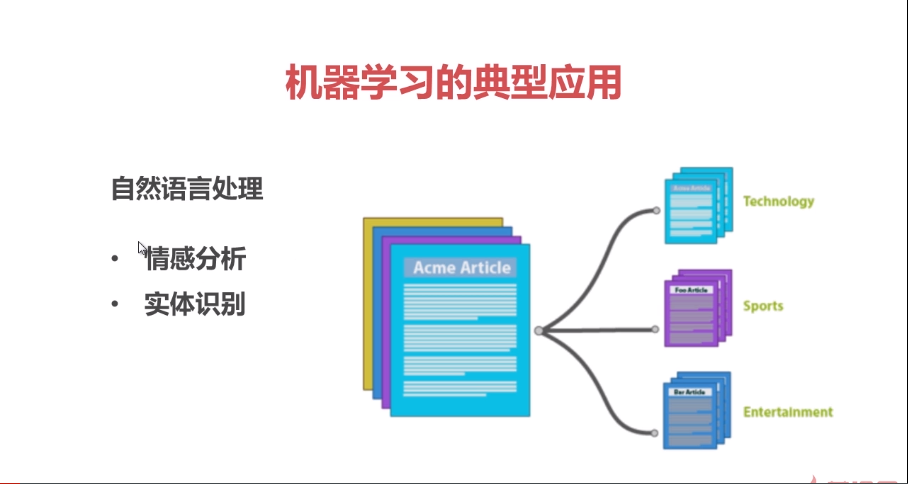 机器学习的典型应用
自然语言处理
• 情感分析
• 实体识别
Acme Article
Acme Article
Technology
Foo Article
Sports
Bar Article
Entertainment